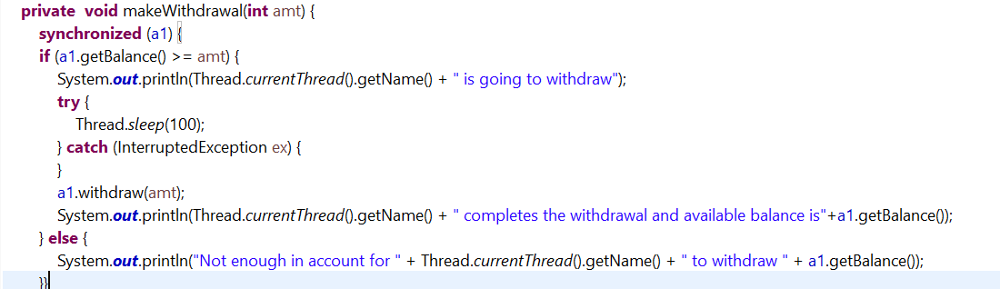 private  void makeWithdrawal(int amt) {
synchronized (a1) {
if (a1.getBalance() >= amt) {
System.out.println(Thread.currentThread().getName() + " is going to withdraw");
try {
Thread.sleep(100);
} catch (InterruptedException ex) {
}
a1.withdraw(amt);
System.out.println(Thread.currentThread().getName() + " completes the withdrawal and available balance is"+a1.getBalance());
} else {
System.out.println("Not enough in account for " + Thread.currentThread().getName() + " to withdraw " + a1.getBalance());
}}